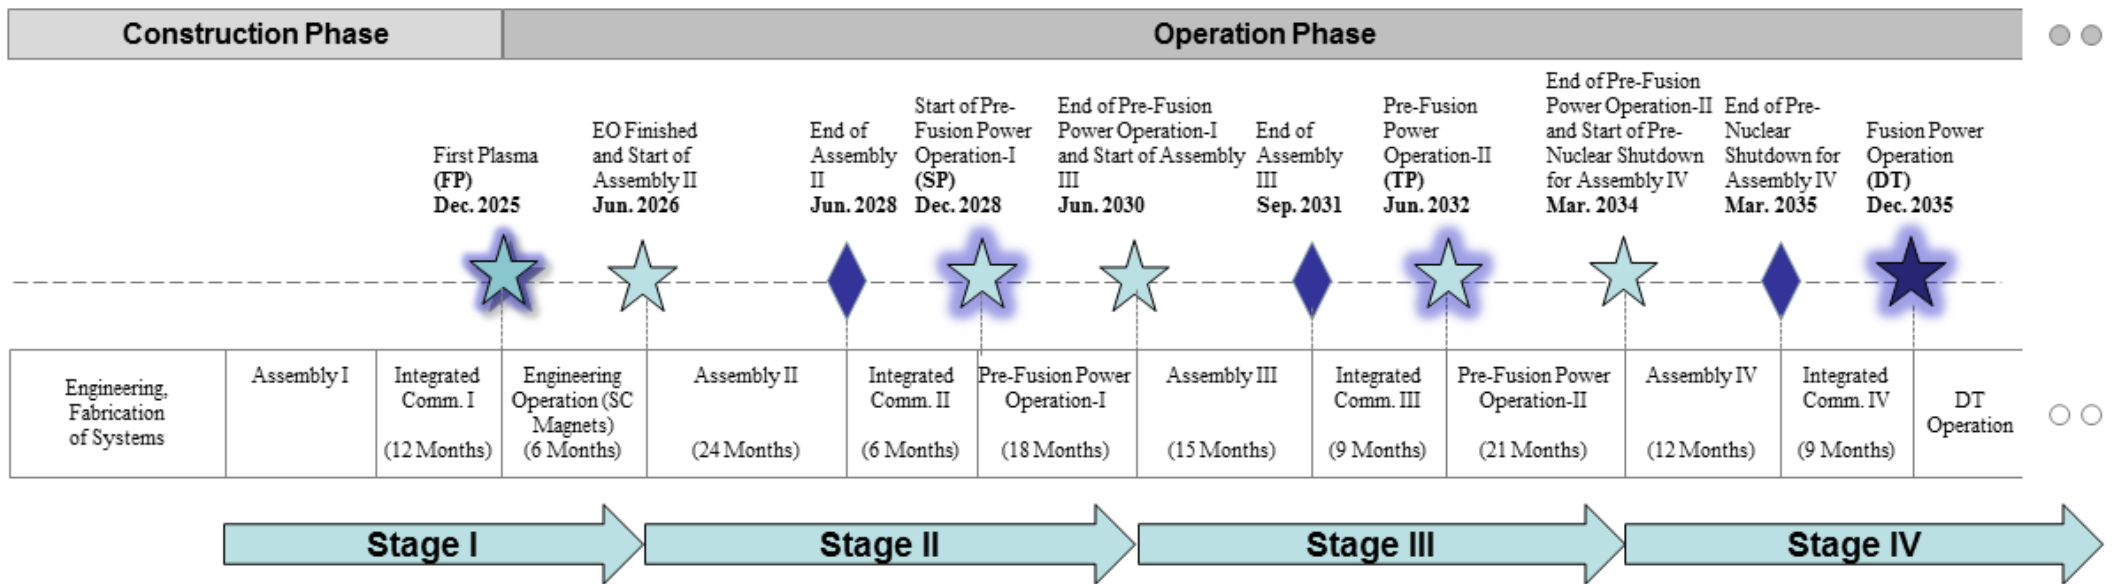 Construction Phase
Operation Phase
First Plasma
(FP)
Dec. 2025
EO Finished
and Start of
Assembly II
Jun. 2026
End of
Assembly
II
Jun. 2028
Start of Pre-
Fusion Power
Operation-I
(SP)
Dec. 2028
End of Pre-Fusion
Power Operation-I
and Start of Assembly
III
Jun. 2030
End of
Assembly
III
Sep. 2031
Pre-Fusion
Power
Operation-II
(TP)
Jun. 2032
End of Pre-Fusion
Power Operation-II
and Start of Pre-
Nuclear Shutdown
for Assembly IV
Mar. 2034
End of Pre-
Nuclear
Shutdown for
Assembly IV
Mar. 2035
Fusion Power
Operation
(DT)
Dec. 2035
Engineering,
Fabrication
of Systems
Assembly I
Integrated
Comm. I
(12 Months)
Engineering
Operation (SC
Magnets)
(6 Months)
Assembly II
(24 Months)
Integrated
Comm. II
(6 Months)
Pre-Fusion Power
Operation-I
(18 Months)
Assembly III
(15 Months)
Integrated
Comm. III
(9 Months)
Pre-Fusion Power
Operation-II
(21 Months)
Assembly IV
(12 Months)
Integrated
Comm. IV
(9 Months)
DT
Operation
Stage I
Stage II
Stage III
Stage IV